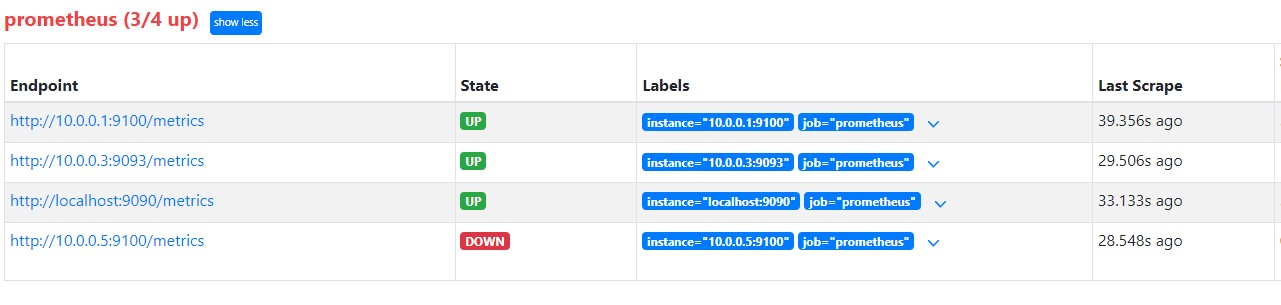 prometheus (3/4 up) show less
Endpoint State Labels Last Scrape
http://10.0.0.1:9100/metrics UP instance="10.0.0.1:9100" job="prometheus" 39.356s ago
http://10.0.0.3:9093/metrics UP instance="10.0.0.3:9093" job="prometheus" 29.506s ago
http://localhost:9090/metrics UP instance="localhost:9090" job="prometheus" 33.133s ago
http://10.0.0.5:9100/metrics DOWN instance="10.0.0.5:9100" job="prometheus" 28.548s ago